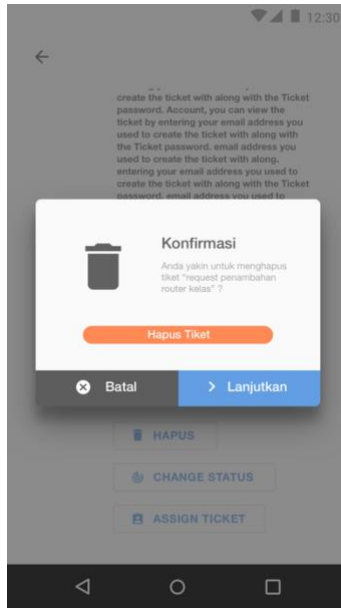 12:30
create the ticket with along with the Ticket
password. Account, you can view the
ticket by entering your email address you
used to create the ticket with along with
the Ticket password. email address you
used to create the ticket with along.
entering your email address you used to
create the ticket with along with the Ticket
password. email address you used to
Konfirmasi
Anda yakin untuk menghapus
tiket "request penambahan
router kelas" ?
Hapus Tiket
Batal
Lanjutkan
HAPUS
CHANGE STATUS
ASSIGN TICKET